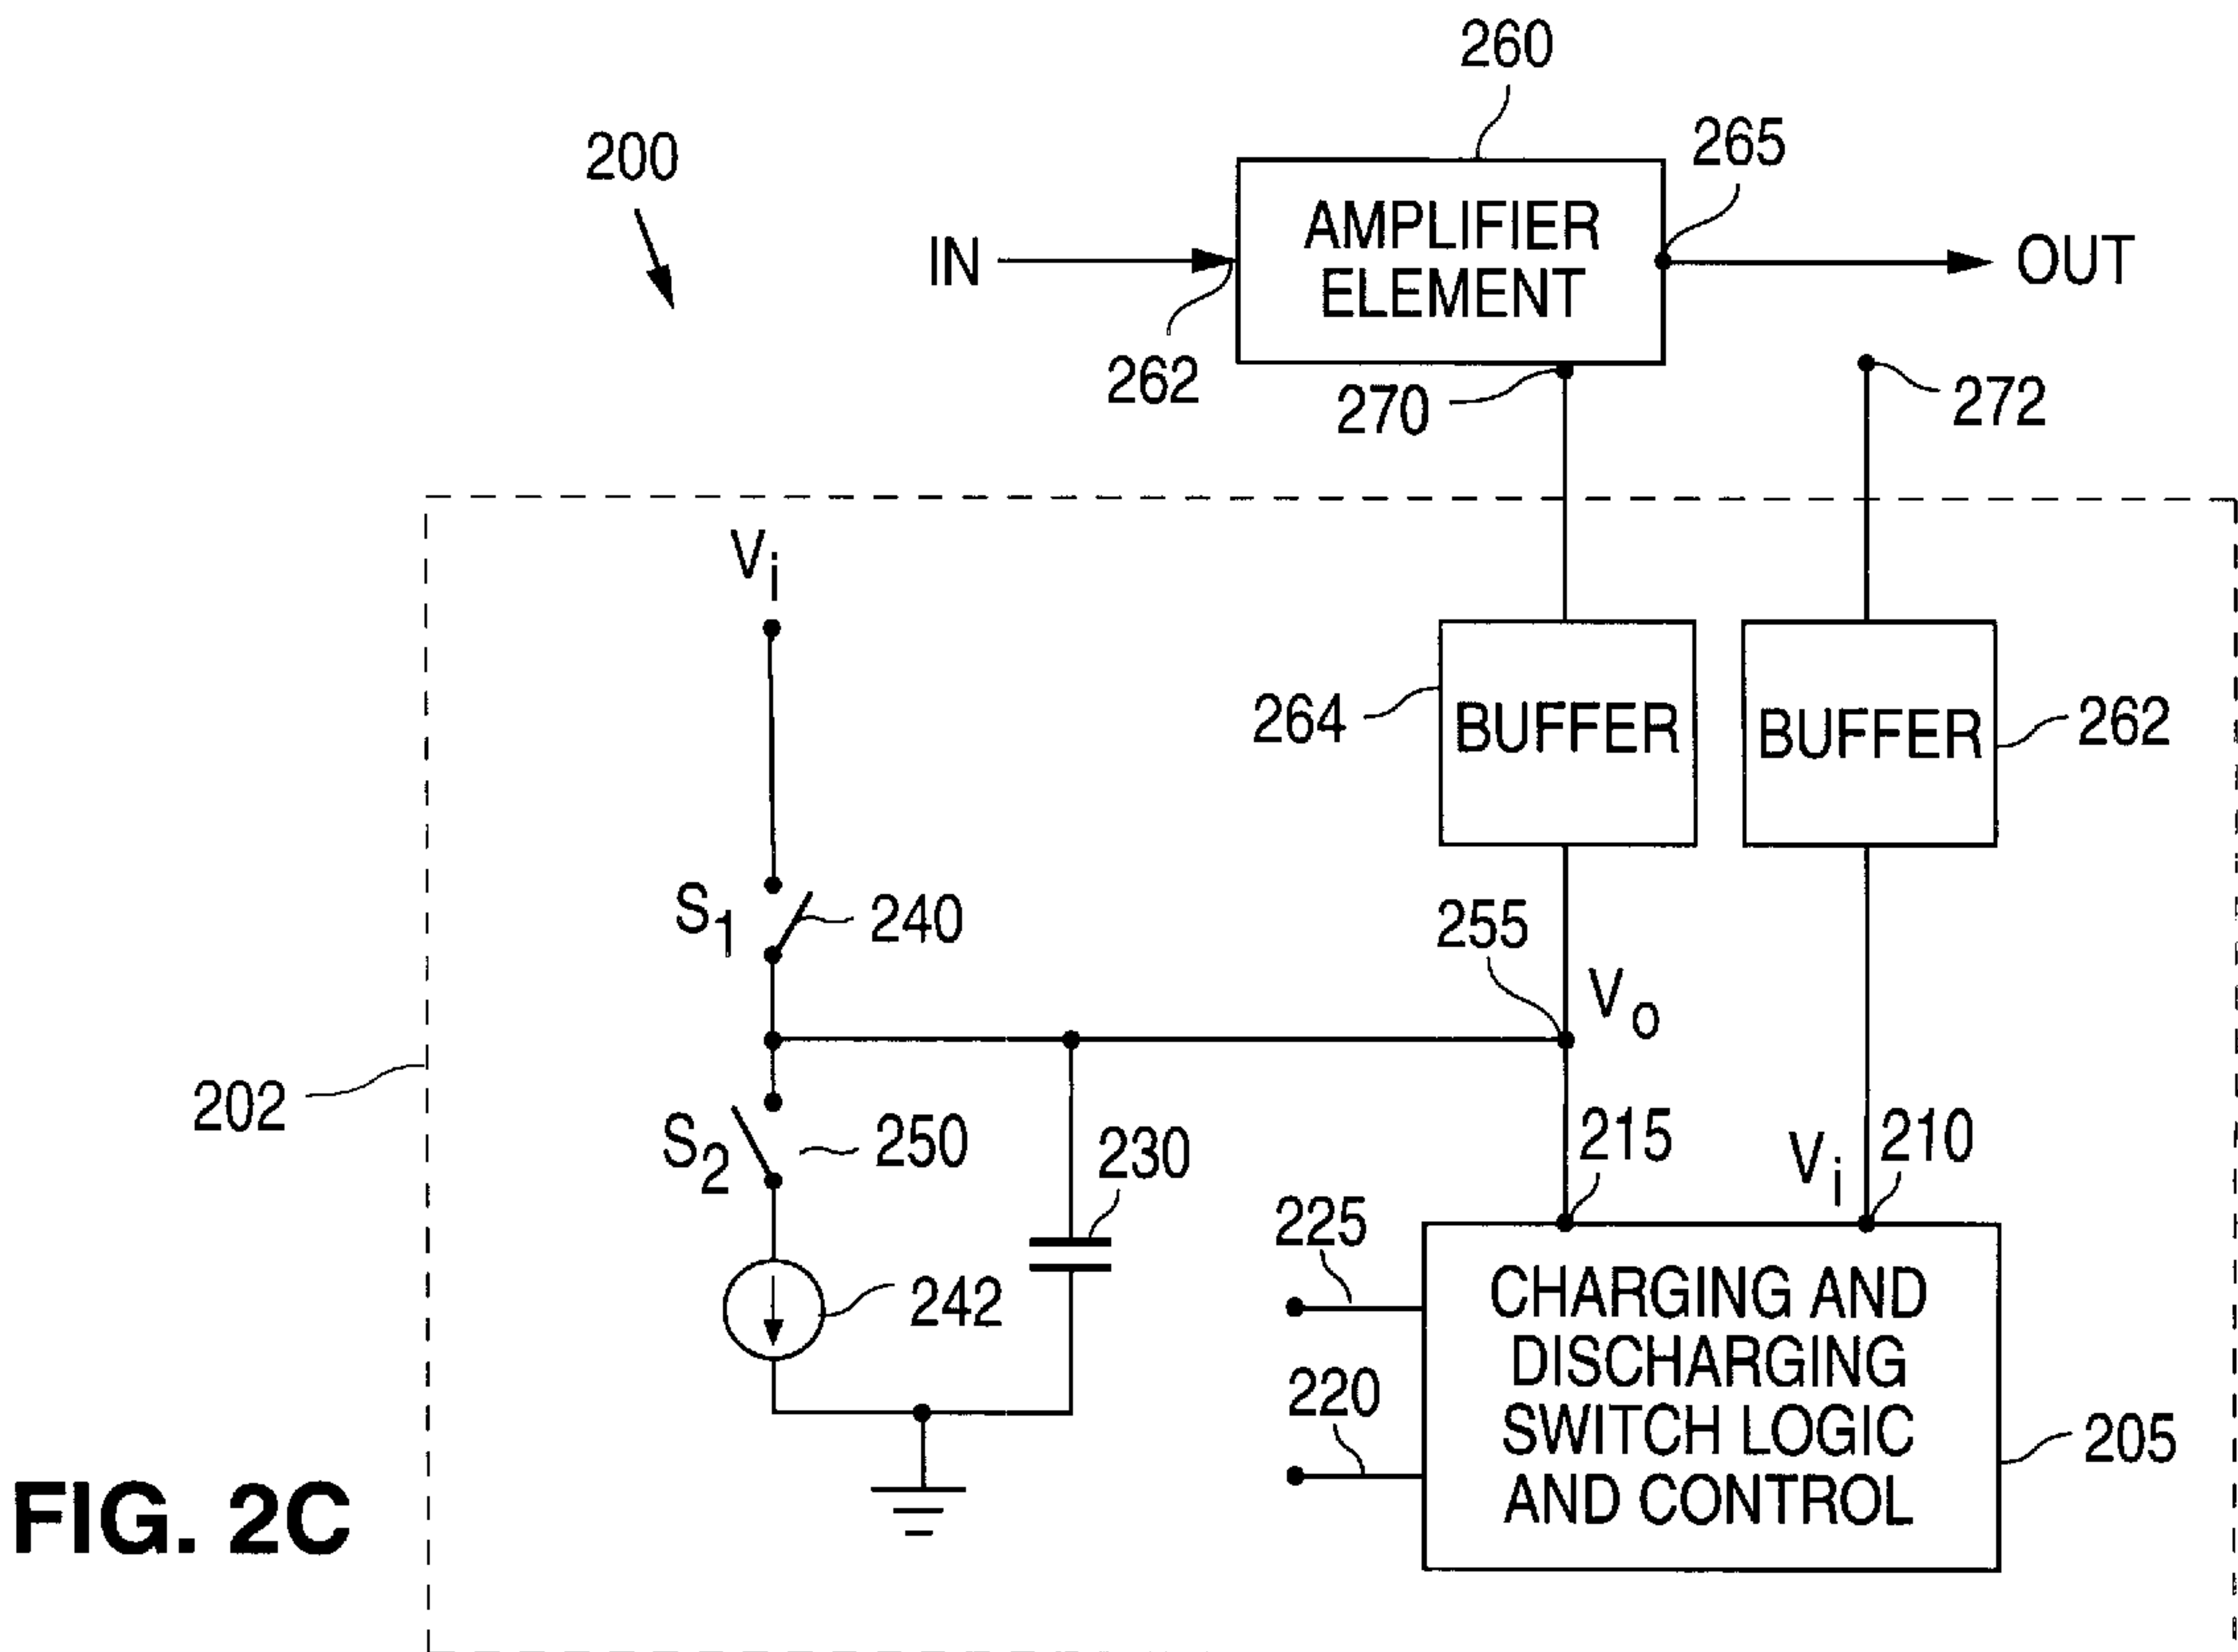 260
200
265
IN
AMPLIFIER
ELEMENT
OUT
262
270
272
Vi
264
BUFFER
BUFFER
262
S1
240
255
Vo
202
S2
250
230
215
Vi
210
225
242
CHARGING AND
DISCHARGING
SWITCH LOGIC
AND CONTROL
220
205
FIG. 2C